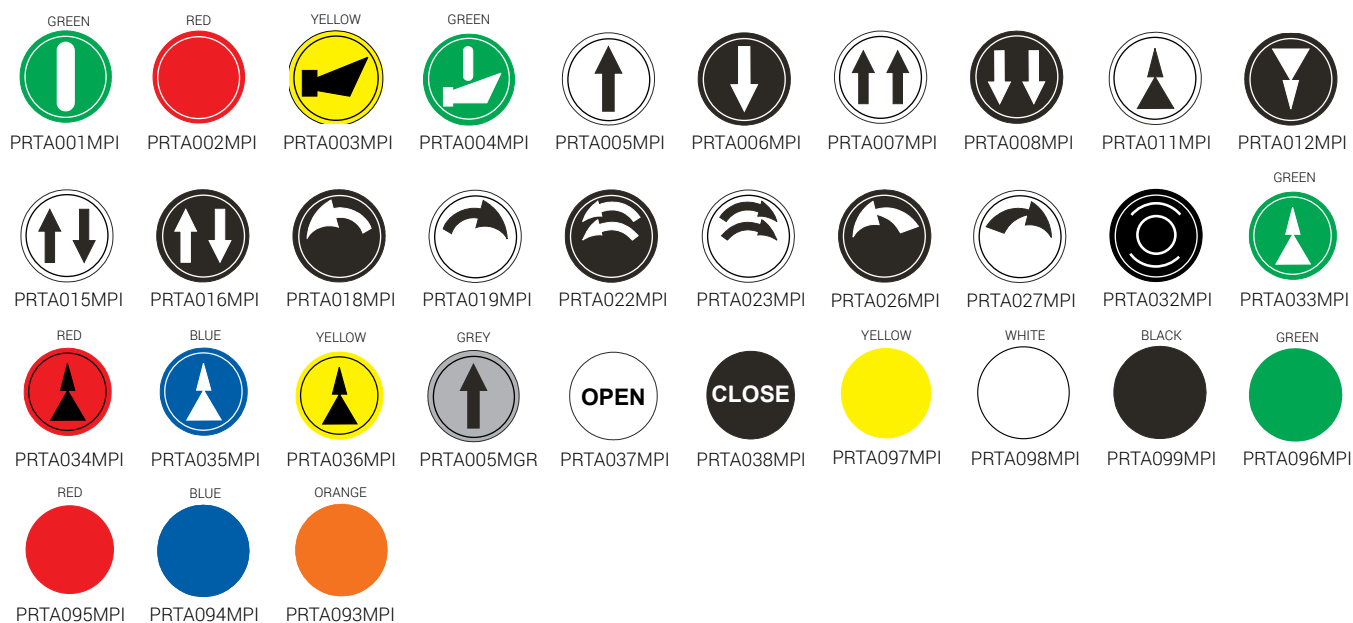 GREEN RED YELLOW GREEN
PRTA001MPI PRTA002MPI PRTA003MPI PRTA004MPI PRTA005MPI PRTA006MPI PRTA007MPI PRTA008MPI PRTA011MPI PRTA012MPI
GREEN
PRTA015MPI PRTA016MPI PRTA018MPI PRTA019MPI PRTA022MPI PRTA023MPI PRTA026MPI PRTA027MPI PRTA032MPI PRTA033MPI
RED BLUE YELLOW GREY YELLOW WHITE BLACK GREEN
OPEN CLOSE
PRTA034MPI PRTA035MPI PRTA036MPI PRTA005MGR PRTA037MPI PRTA038MPI PRTA097MPI PRTA098MPI PRTA099MPI PRTA096MPI
RED BLUE ORANGE
PRTA095MPI PRTA094MPI PRTA093MPI